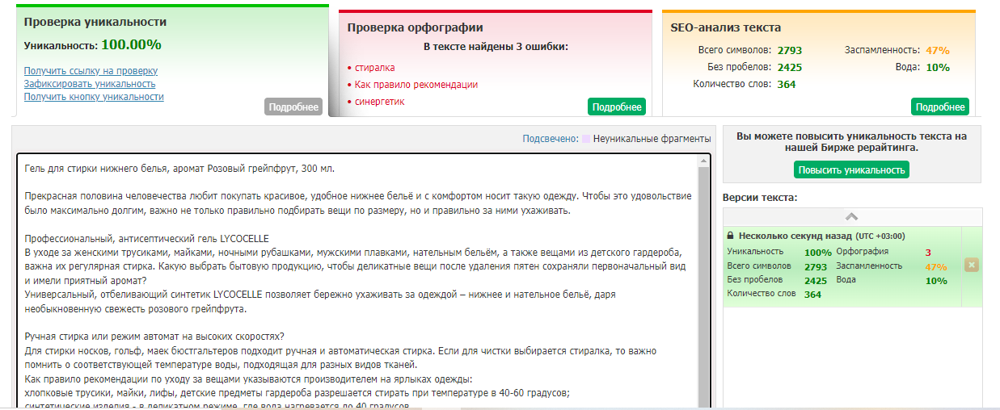 Проверка уникальности
Уникальность: 100.00%
Получить ссылку на проверку
Зафиксировать уникальность
Получить кнопку уникальности
Подробнее
Проверка орфографии
В тексте найдены 3 ошибки:
• стиралка
• Как правило рекомендации
• синергетик
Подробнее
SEO-анализ текста
Всего символов: 2793 Заспамленность: 47%
Без пробелов: 2425 Вода: 10%
Количество слов: 364
Подробнее
Подсвечено: Неуникальные фрагменты
Гель для стирки нижнего белья, аромат Розовый грейпфрут, 300 мл.
Прекрасная половина человечества любит покупать красивое, удобное нижнее бельё и с комфортом носит такую одежду. Чтобы это удовольствие
было максимально долгим, важно не только правильно подбирать вещи по размеру, но и правильно за ними ухаживать.
Профессиональный, антисептический гель LYCOCELLE
В уходе за женскими трусиками, майками, ночными рубашками, мужскими плавками, нательным бельём, а также вещами из детского гардероба,
важна их регулярная стирка. Какую выбрать бытовую продукцию, чтобы деликатные вещи после удаления пятен сохраняли первоначальный вид
и имели приятный аромат?
Универсальный, отбеливающий синтетик LYCOCELLE позволяет бережно ухаживать за одеждой – нижнее и нательное бельё, даря
необыкновенную свежесть розового грейпфрута.
Ручная стирка или режим автомат на высоких скоростях?
Для стирки носков, гольф, маек бюстгальтеров подходит ручная и автоматическая стирка. Если для чистки выбирается стиралка, то важно
помнить о соответствующей температуре воды, подходящая для разных видов тканей.
Как правило рекомендации по уходу за вещами указываются производителем на ярлыках одежды:
хлопковые трусики, майки, лифы, детские предметы гардероба разрешается стирать при температуре в 40-60 градусов;
синтетические изделия - в деликатном режиме, где вода нагревается до 40 градусов
Вы можете повысить уникальность текста на
нашей Бирже рерайтинга.
Повысить уникальность
Версии текста:
Несколько секунд назад (UTC +03:00)
Уникальность 100% Орфография 3
Всего символов 2793 Заспамленность 47%
Без пробелов 2425 Вода 10%
Количество слов 364